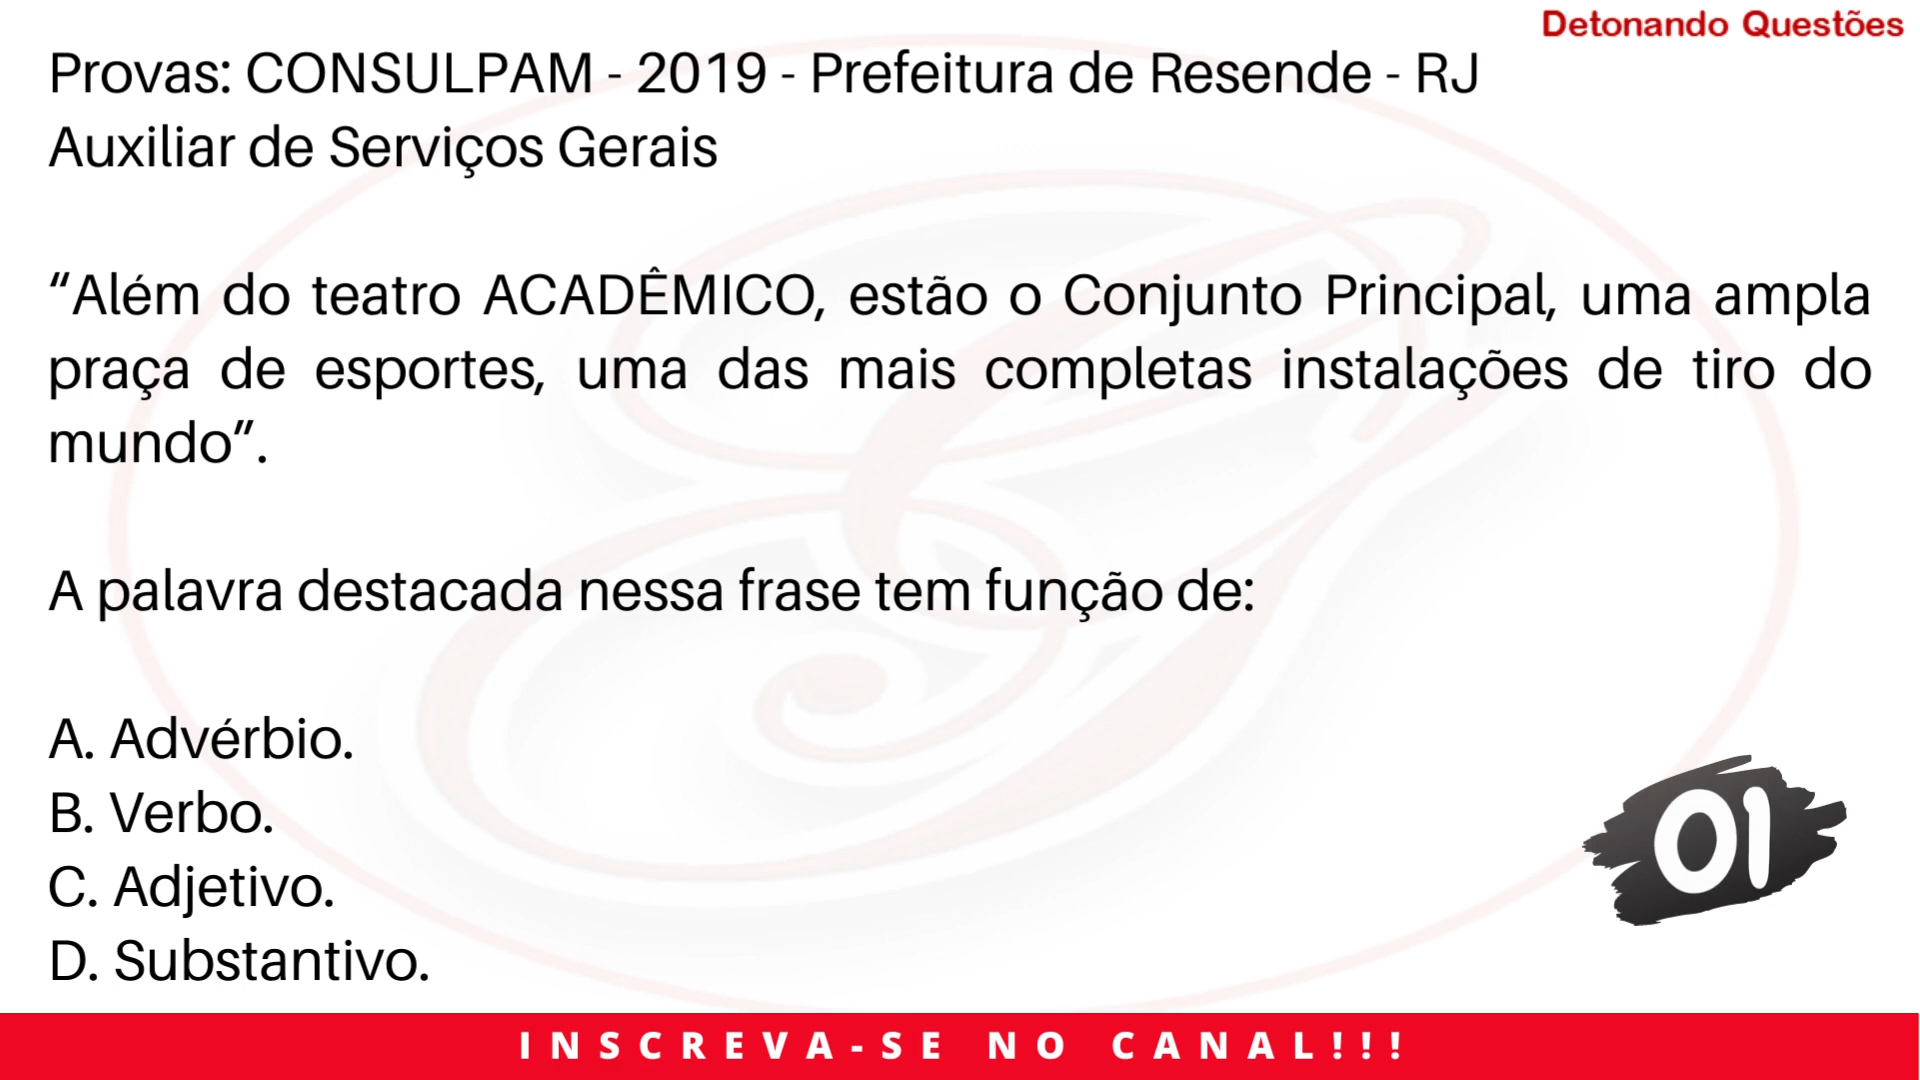 Detonando Questões
Provas: CONSULPAM - 2019 - Prefeitura de Resende - RJ
Auxiliar de Serviços Gerais
“Além do teatro ACADÊMICO, estão o Conjunto Principal, uma ampla
praça de esportes, uma das mais completas instalações de tiro do
mundo”.
A palavra destacada nessa frase tem função de:
A. Advérbio.
B. Verbo.
C. Adjetivo.
D. Substantivo.
01
INSCREVA-SE NO CANAL!!!